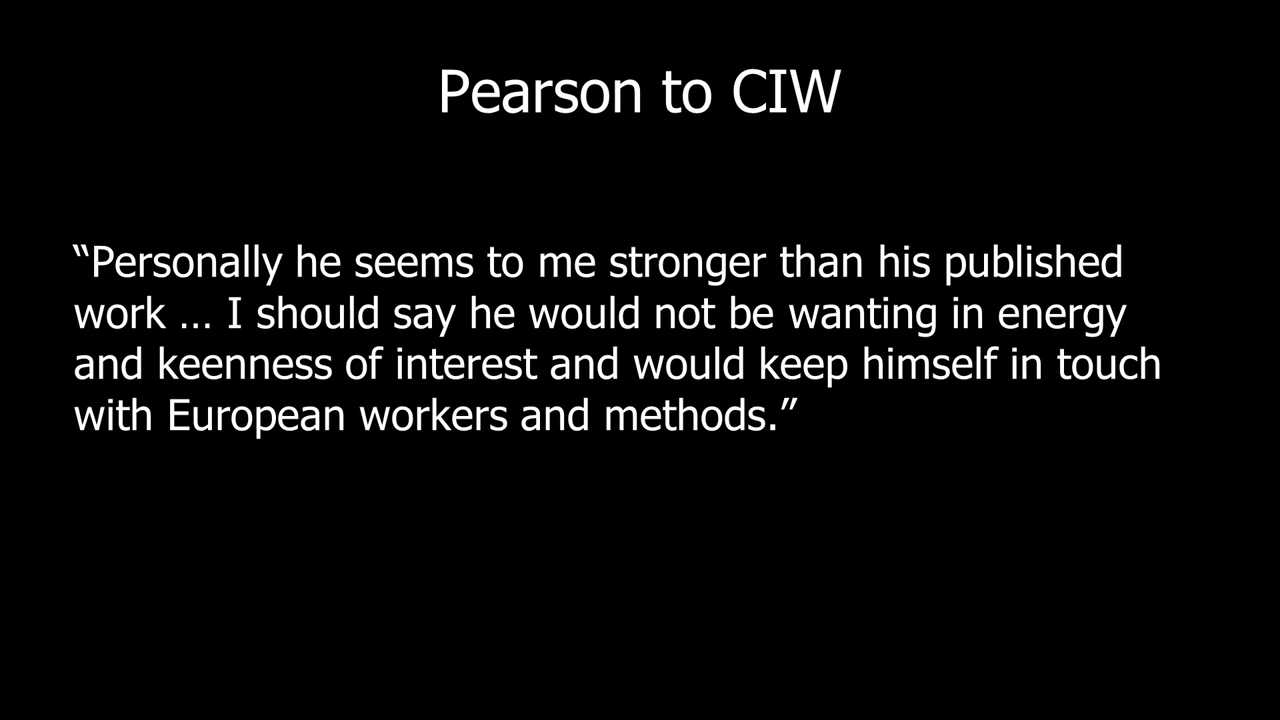 Pearson to CIW
“Personally he seems to me stronger than his published
work … I should say he would not be wanting in energy
and keenness of interest and would keep himself in touch
with European workers and methods.”